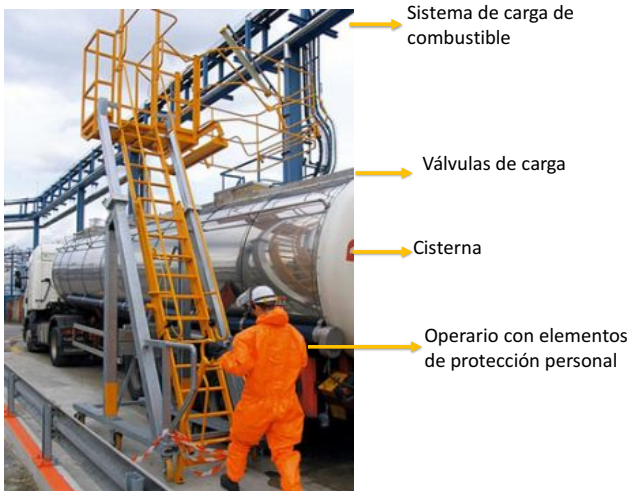 Sistema de carga de
combustible
Válvulas de carga
Cisterna
Operario con elementos
de protección personal